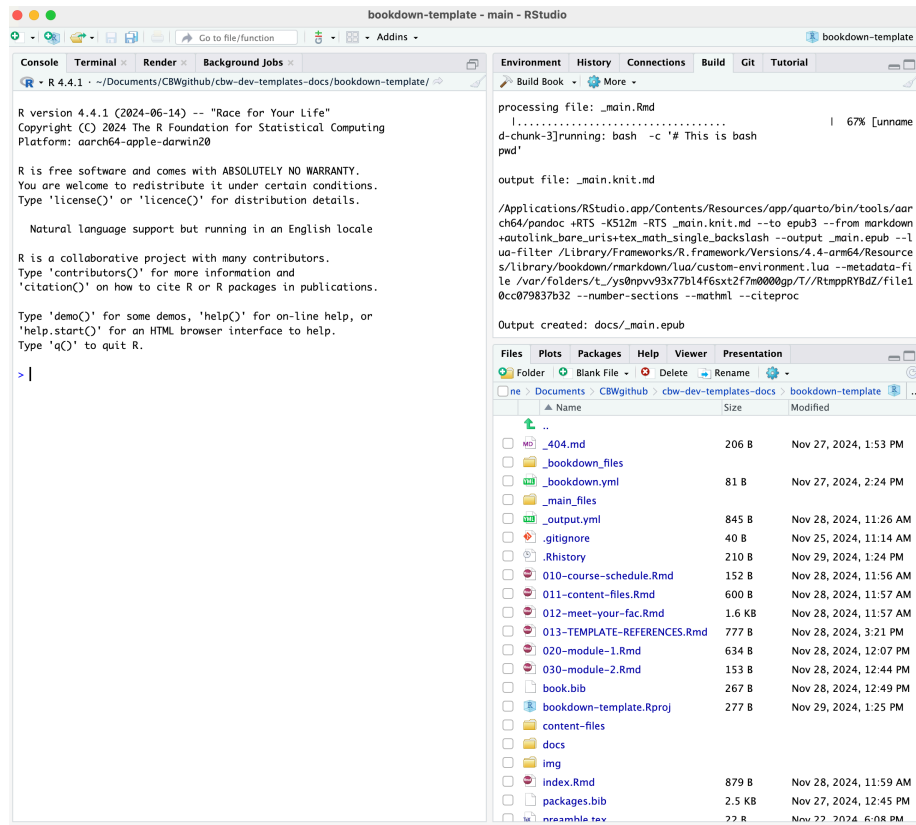 bookdown-template - main - RStudio
Go to file/function
Addins
bookdown-template
Console Terminal Render Background Jobs
R 4.4.1 · ~/Documents/CBWgithub/cbw-dev-templates-docs/bookdown-template/
R version 4.4.1 (2024-06-14) -- "Race for Your Life"
Copyright (C) 2024 The R Foundation for Statistical Computing
Platform: aarch64-apple-darwin20
R is free software and comes with ABSOLUTELY NO WARRANTY.
You are welcome to redistribute it under certain conditions.
Type 'license()' or 'licence()' for distribution details.
Natural language support but running in an English locale
R is a collaborative project with many contributors.
Type 'contributors()' for more information and
'citation()' on how to cite R or R packages in publications.
Type 'demo()' for some demos, 'help()' for on-line help, or
'help.start()' for an HTML browser interface to help.
Type 'q()' to quit R.
>
Environment History Connections Build Git Tutorial
Build Book More
processing file: _main.Rmd
|................................... | 67% [unname
d-chunk-3]running: bash  -c '# This is bash
pwd'
output file: _main.knit.md
/Applications/RStudio.app/Contents/Resources/app/quarto/bin/tools/aar
ch64/pandoc +RTS -K512m -RTS _main.knit.md --to epub3 --from markdown
+autolink_bare_uris+tex_math_single_backslash --output _main.epub --l
ua-filter /Library/Frameworks/R.framework/Versions/4.4-arm64/Resource
s/library/bookdown/rmarkdown/lua/custom-environment.lua --metadata-fi
le /var/folders/t_/ys0npvv93x77bl4f6sxt2f7m0000gp/T//RtmppRYBdZ/file1
0cc079837b32 --number-sections --mathml --citeproc
Output created: docs/_main.epub
Files Plots Packages Help Viewer Presentation
Folder Blank File Delete Rename
ne > Documents > CBWgithub > cbw-dev-templates-docs > bookdown-template ..
Name Size Modified
..
_404.md 206 B Nov 27, 2024, 1:53 PM
_bookdown_files
_bookdown.yml 81 B Nov 27, 2024, 2:24 PM
_main_files
_output.yml 845 B Nov 28, 2024, 11:26 AM
.gitignore 40 B Nov 25, 2024, 11:14 AM
.Rhistory 210 B Nov 29, 2024, 1:24 PM
010-course-schedule.Rmd 152 B Nov 28, 2024, 11:56 AM
011-content-files.Rmd 600 B Nov 28, 2024, 11:57 AM
012-meet-your-fac.Rmd 1.6 KB Nov 28, 2024, 11:57 AM
013-TEMPLATE-REFERENCES.Rmd 777 B Nov 28, 2024, 3:21 PM
020-module-1.Rmd 634 B Nov 28, 2024, 12:07 PM
030-module-2.Rmd 153 B Nov 28, 2024, 12:44 PM
book.bib 267 B Nov 28, 2024, 12:49 PM
bookdown-template.Rproj 277 B Nov 29, 2024, 1:25 PM
content-files
docs
img
index.Rmd 879 B Nov 28, 2024, 11:59 AM
packages.bib 2.5 KB Nov 27, 2024, 12:45 PM
preamble.tex 22 B Nov 22, 2024, 6:08 PM